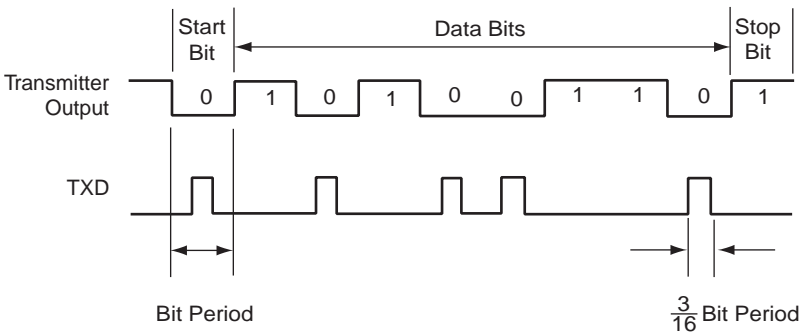 Start
Bit
Data Bits
Stop
Bit
Transmitter
Output
0 1 0 1 0 0 1 1 0 1
TXD
Bit Period
3
16 Bit Period